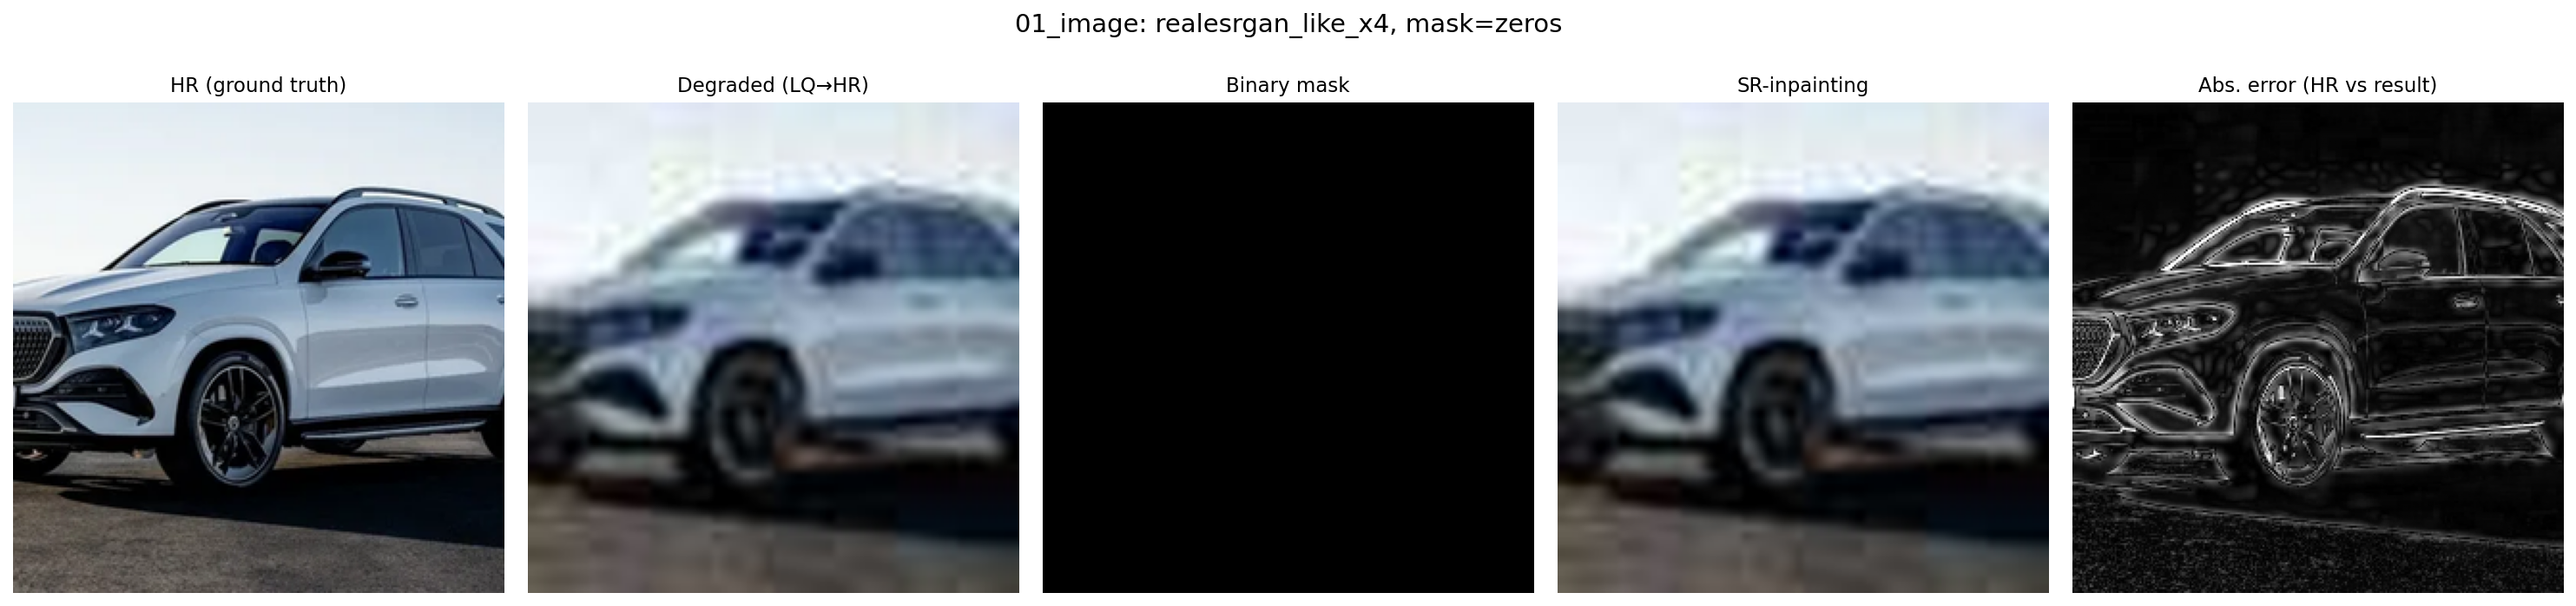 01_image: realesrgan_like_x4, mask=zeros
HR (ground truth)
Degraded (LQ→HR)
Binary mask
SR-inpainting
Abs. error (HR vs result)